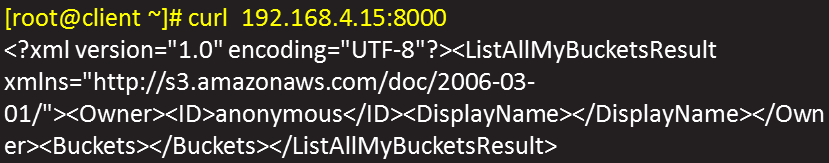 [root@client ~]# curl  192.168.4.15:8000
<?xml version="1.0" encoding="UTF-8"?><ListAllMyBucketsResult
xmlns="http://s3.amazonaws.com/doc/2006-03-
01/"><Owner><ID>anonymous</ID><DisplayName></DisplayName></Own
er><Buckets></Buckets></ListAllMyBucketsResult>